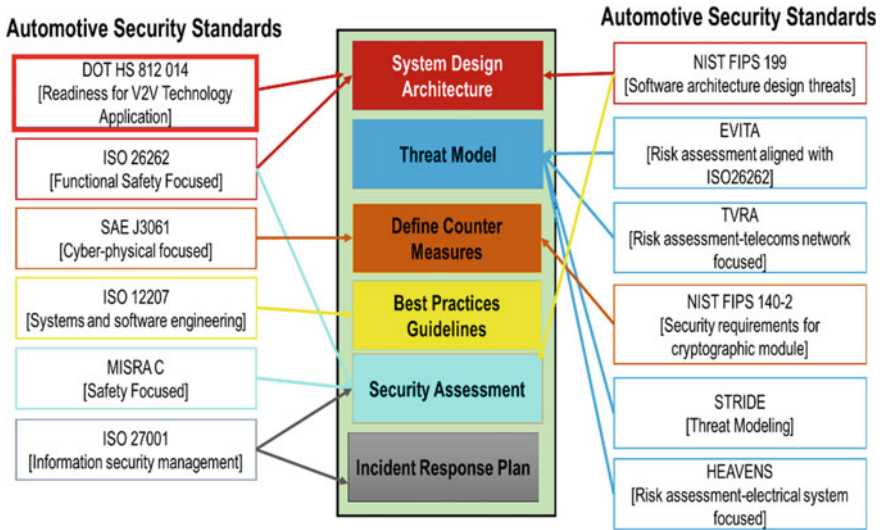 Automotive Security Standards
DOT HS 812 014
[Readiness for V2V Technology
Application]
ISO 26262
[Functional Safety Focused]
SAE J3061
[Cyber-physical focused]
ISO 12207
[Systems and software engineering]
MISRA C
[Safety Focused]
ISO 27001
[Information security management]
System Design
Architecture
Threat Model
Define Counter
Measures
Best Practices
Guidelines
Security Assessment
Incident Response Plan
Automotive Security Standards
NIST FIPS 199
[Software architecture design threats]
EVITA
[Risk assessment aligned with
ISO26262]
TVRA
[Risk assessment-telecoms network
focused]
NIST FIPS 140-2
[Security requirements for
cryptographic module]
STRIDE
[Threat Modeling]
HEAVENS
[Risk assessment-electrical system
focused]